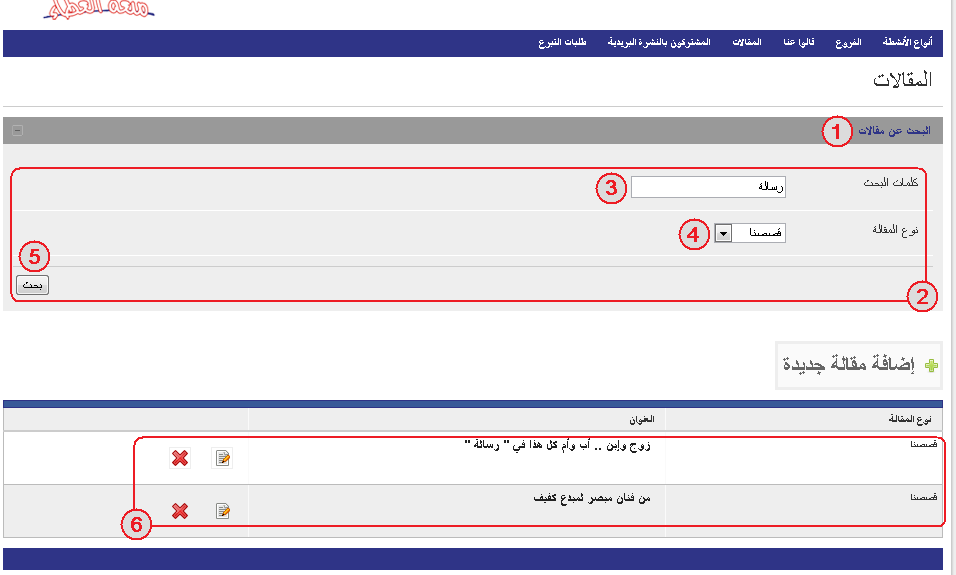 أنواع الأنشطة الفروع قالوا عنا المقالات المشتركون بالنشرة البريدية طلبات التبرع
المقالات
البحث عن مقالات 1
كلمات البحث رسالة 3
نوع المقالة قصصنا 4
5
بحث
2
إضافة مقالة جديدة
نوع المقالة العنوان
قصصنا زوج وإبن .. أب وأم كل هذا في " رسالة "
قصصنا من فنان مبصر لمبدع كفيف
6